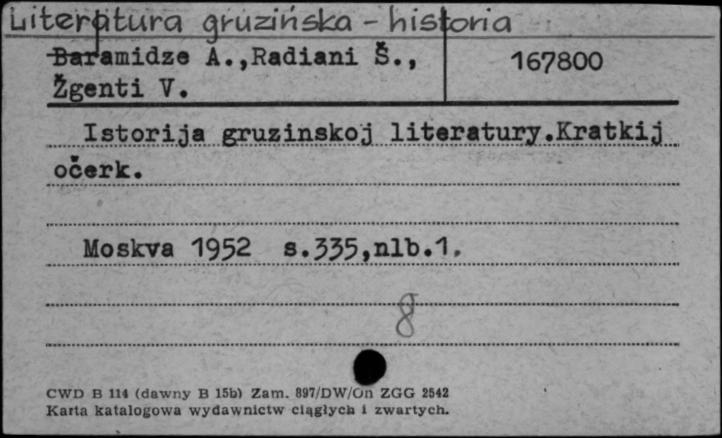 Literatura gruzińska - historia
Baramidze A.,Radiani Š.,
167800
Žgenti V.
Istorija gruzinskoj literatury.Kratkij
očerk.
Moskva 1952 s.335,nlb.1.
8
CWD B 114 (dawny B 15b) Zam. 897/DW/On ZGG 2542
Karta katalogowa wydawnictw ciągłych i zwartych.